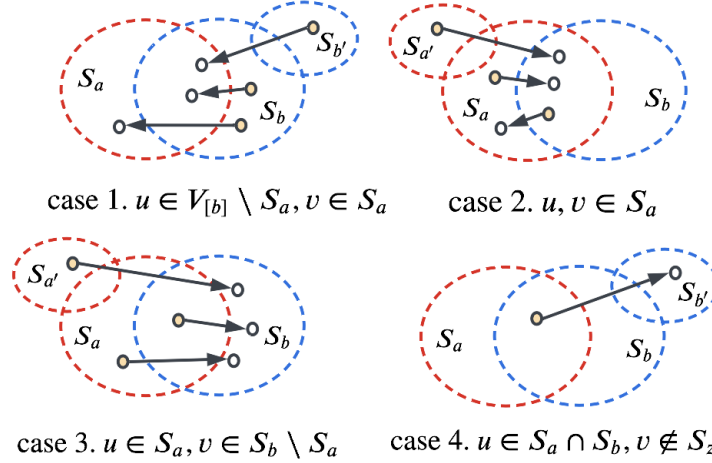 S_a S_b S_{b'}
case 1. u ∈ V_{[b]} \ S_a, v ∈ S_a
S_{a'} S_a S_b
case 2. u, v ∈ S_a
S_{a'} S_a S_b
case 3. u ∈ S_a, v ∈ S_b \ S_a
S_a S_b S_{b'}
case 4. u ∈ S_a ∩ S_b, v ∉ S_z